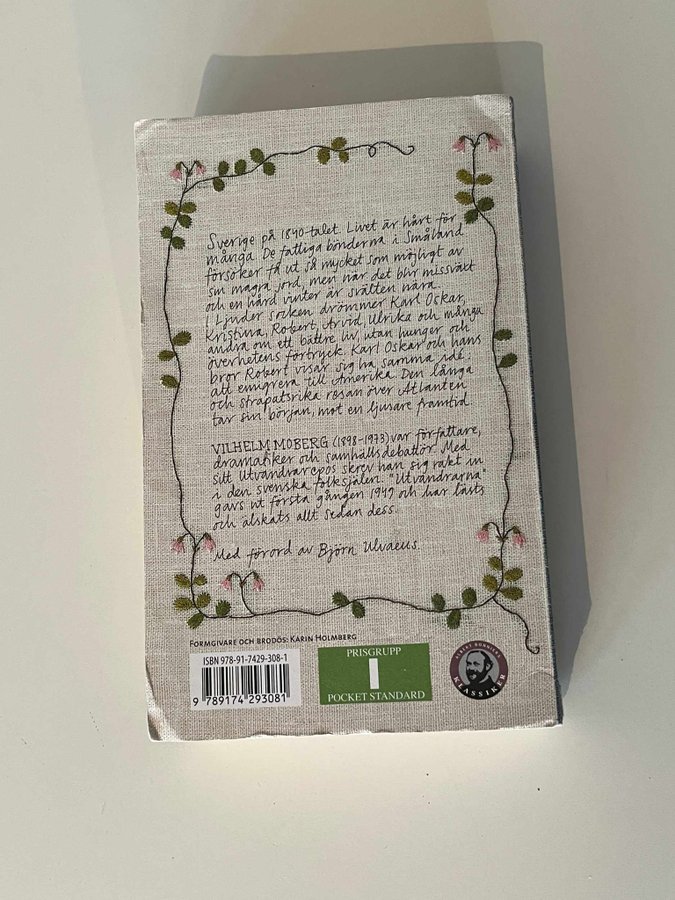 Sverige på 1840-talet. Livet är hårt för
många. De fattiga bönderna i Småland
försöker få ut så mycket som möjligt av
sin magra jord, men när det blir missväxt
och en hård vinter är svälten nära.
I Ljuder socken drömmer Karl Oskar,
Kristina, Robert, Arvid, Ulrika och många
andra om ett bättre liv, utan hunger och
överhetens förtryck. Karl Oskar och hans
bror Robert visar sig ha samma idé:
att emigrera till Amerika. Den långa
och strapatsrika resan över Atlanten
tar sin början, mot en ljusare framtid.
VILHELM MOBERG (1898-1973) var författare,
dramatiker och samhällsdebattör. Med
sitt Utvandrarepos skrev han sig rakt in
i den svenska folksjälen. "Utvandrarna"
gavs ut första gången 1949 och har lästs
och älskats allt sedan dess.
Med förord av Björn Ulvaeus.
FORMGIVARE OCH BRODÖS: KARIN HOLMBERG
ISBN 978-91-7429-308-1
9 789174 293081
PRISGRUPP
1
POCKET STANDARD
ALBERT BONNIERS
KLASSIKER